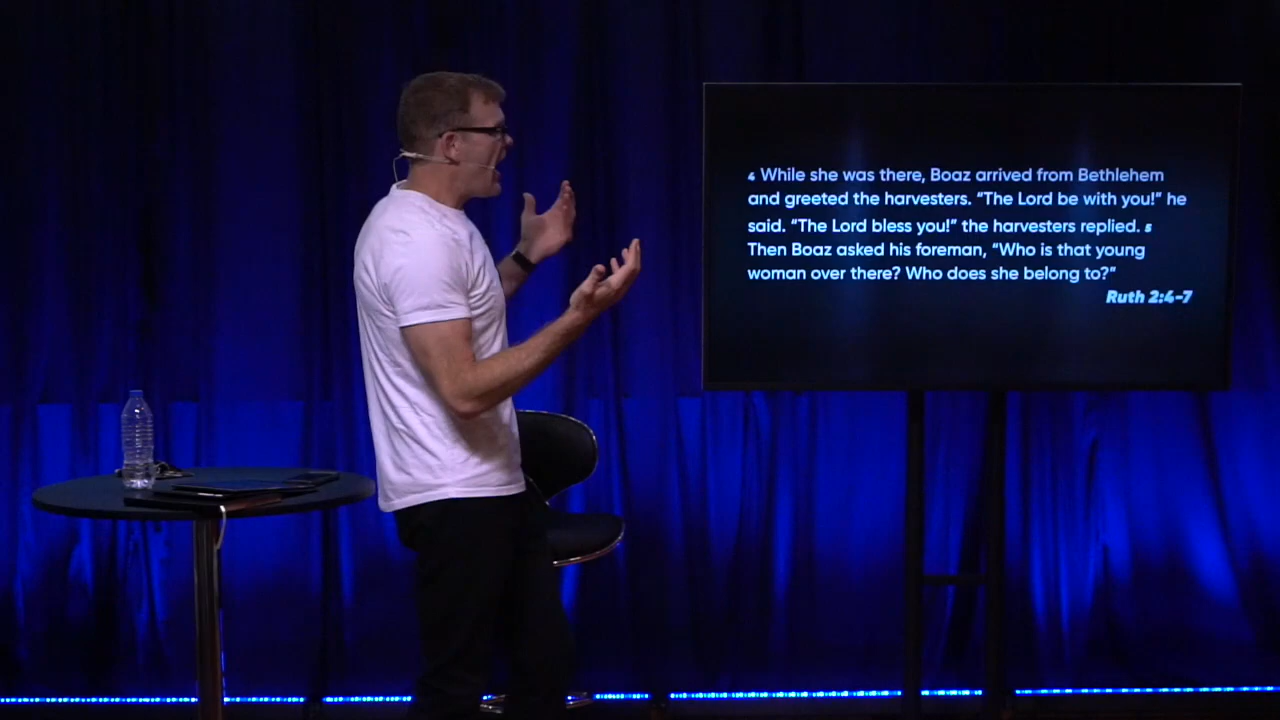 4 While she was there, Boaz arrived from Bethlehem
and greeted the harvesters. “The Lord be with you!” he
said. “The Lord bless you!” the harvesters replied. 5
Then Boaz asked his foreman, “Who is that young
woman over there? Who does she belong to?”
Ruth 2:4-7